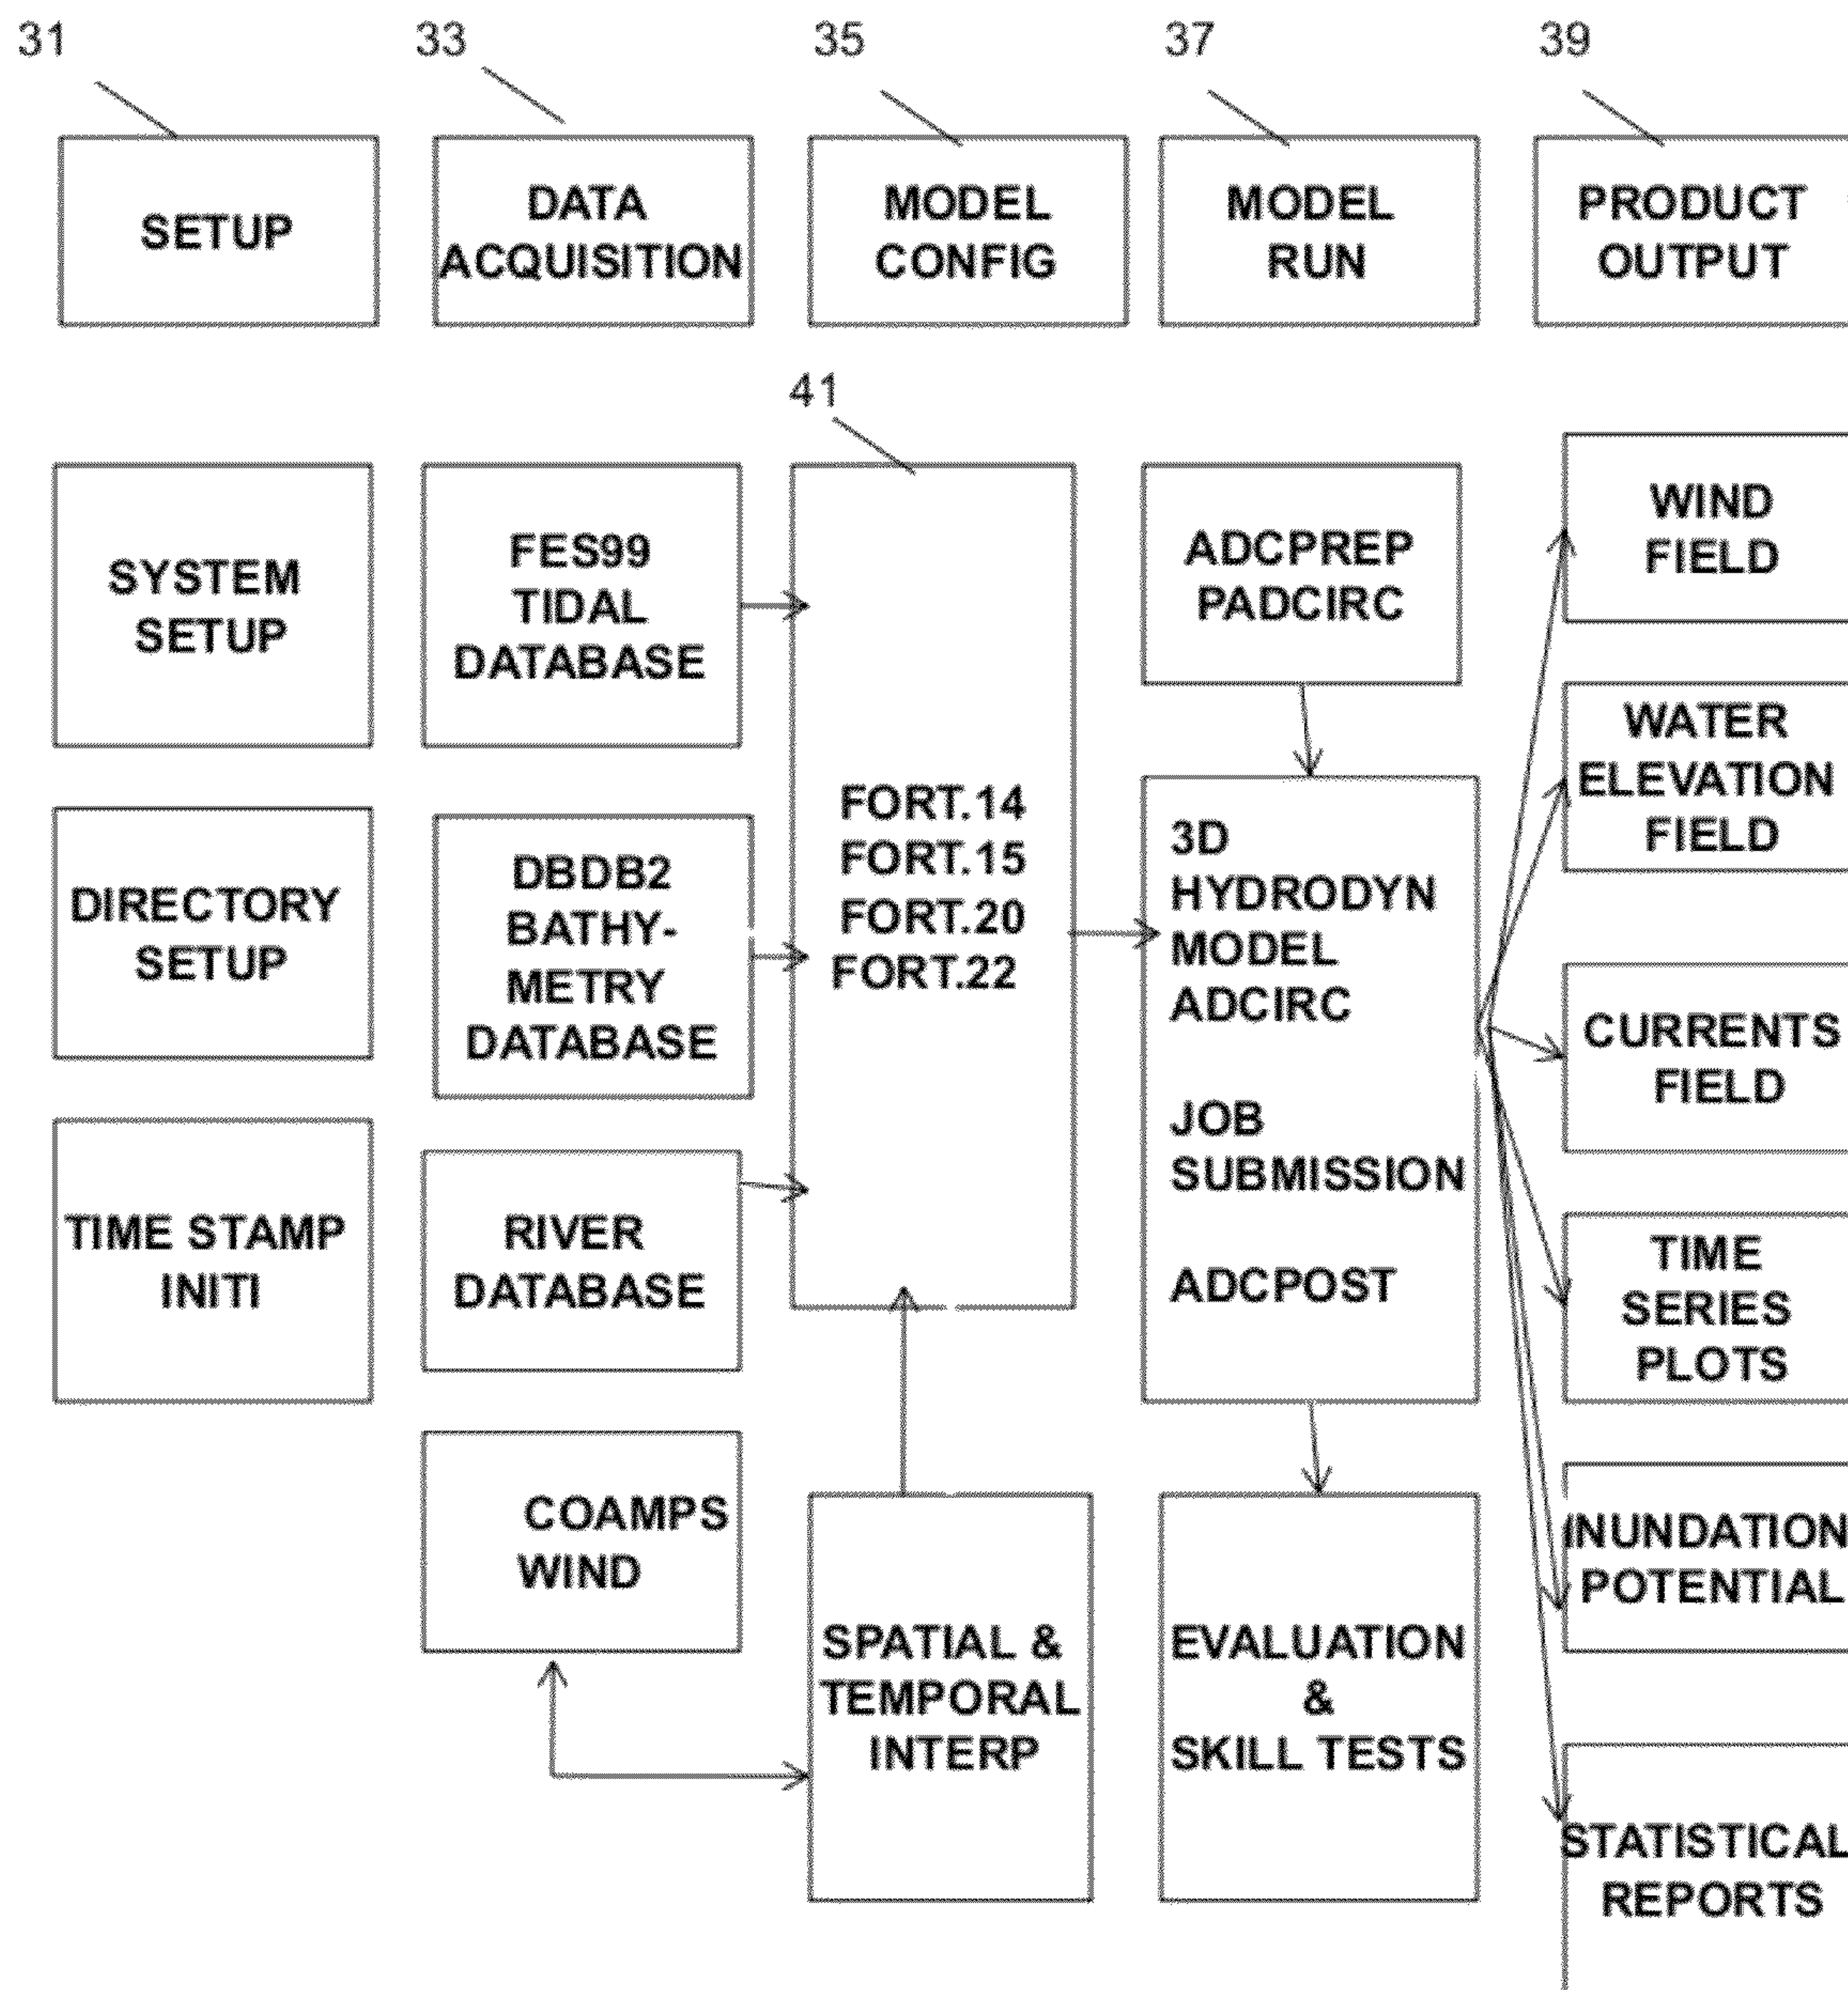 31
33
35
37
39
SETUP
DATA
ACQUISITION
MODEL
CONFIG
MODEL
RUN
PRODUCT
OUTPUT
41
SYSTEM
SETUP
DIRECTORY
SETUP
TIME STAMP
INITI
FES99
TIDAL
DATABASE
DBDB2
BATHY-
METRY
DATABASE
RIVER
DATABASE
COAMPS
WIND
FORT.14
FORT.15
FORT.20
FORT.22
SPATIAL &
TEMPORAL
INTERP
ADCPREP
PADCIRC
3D
HYDRODYN
MODEL
ADCIRC
JOB
SUBMISSION
ADCPOST
EVALUATION
&
SKILL TESTS
WIND
FIELD
WATER
ELEVATION
FIELD
CURRENTS
FIELD
TIME
SERIES
PLOTS
INUNDATION
POTENTIAL
STATISTICAL
REPORTS